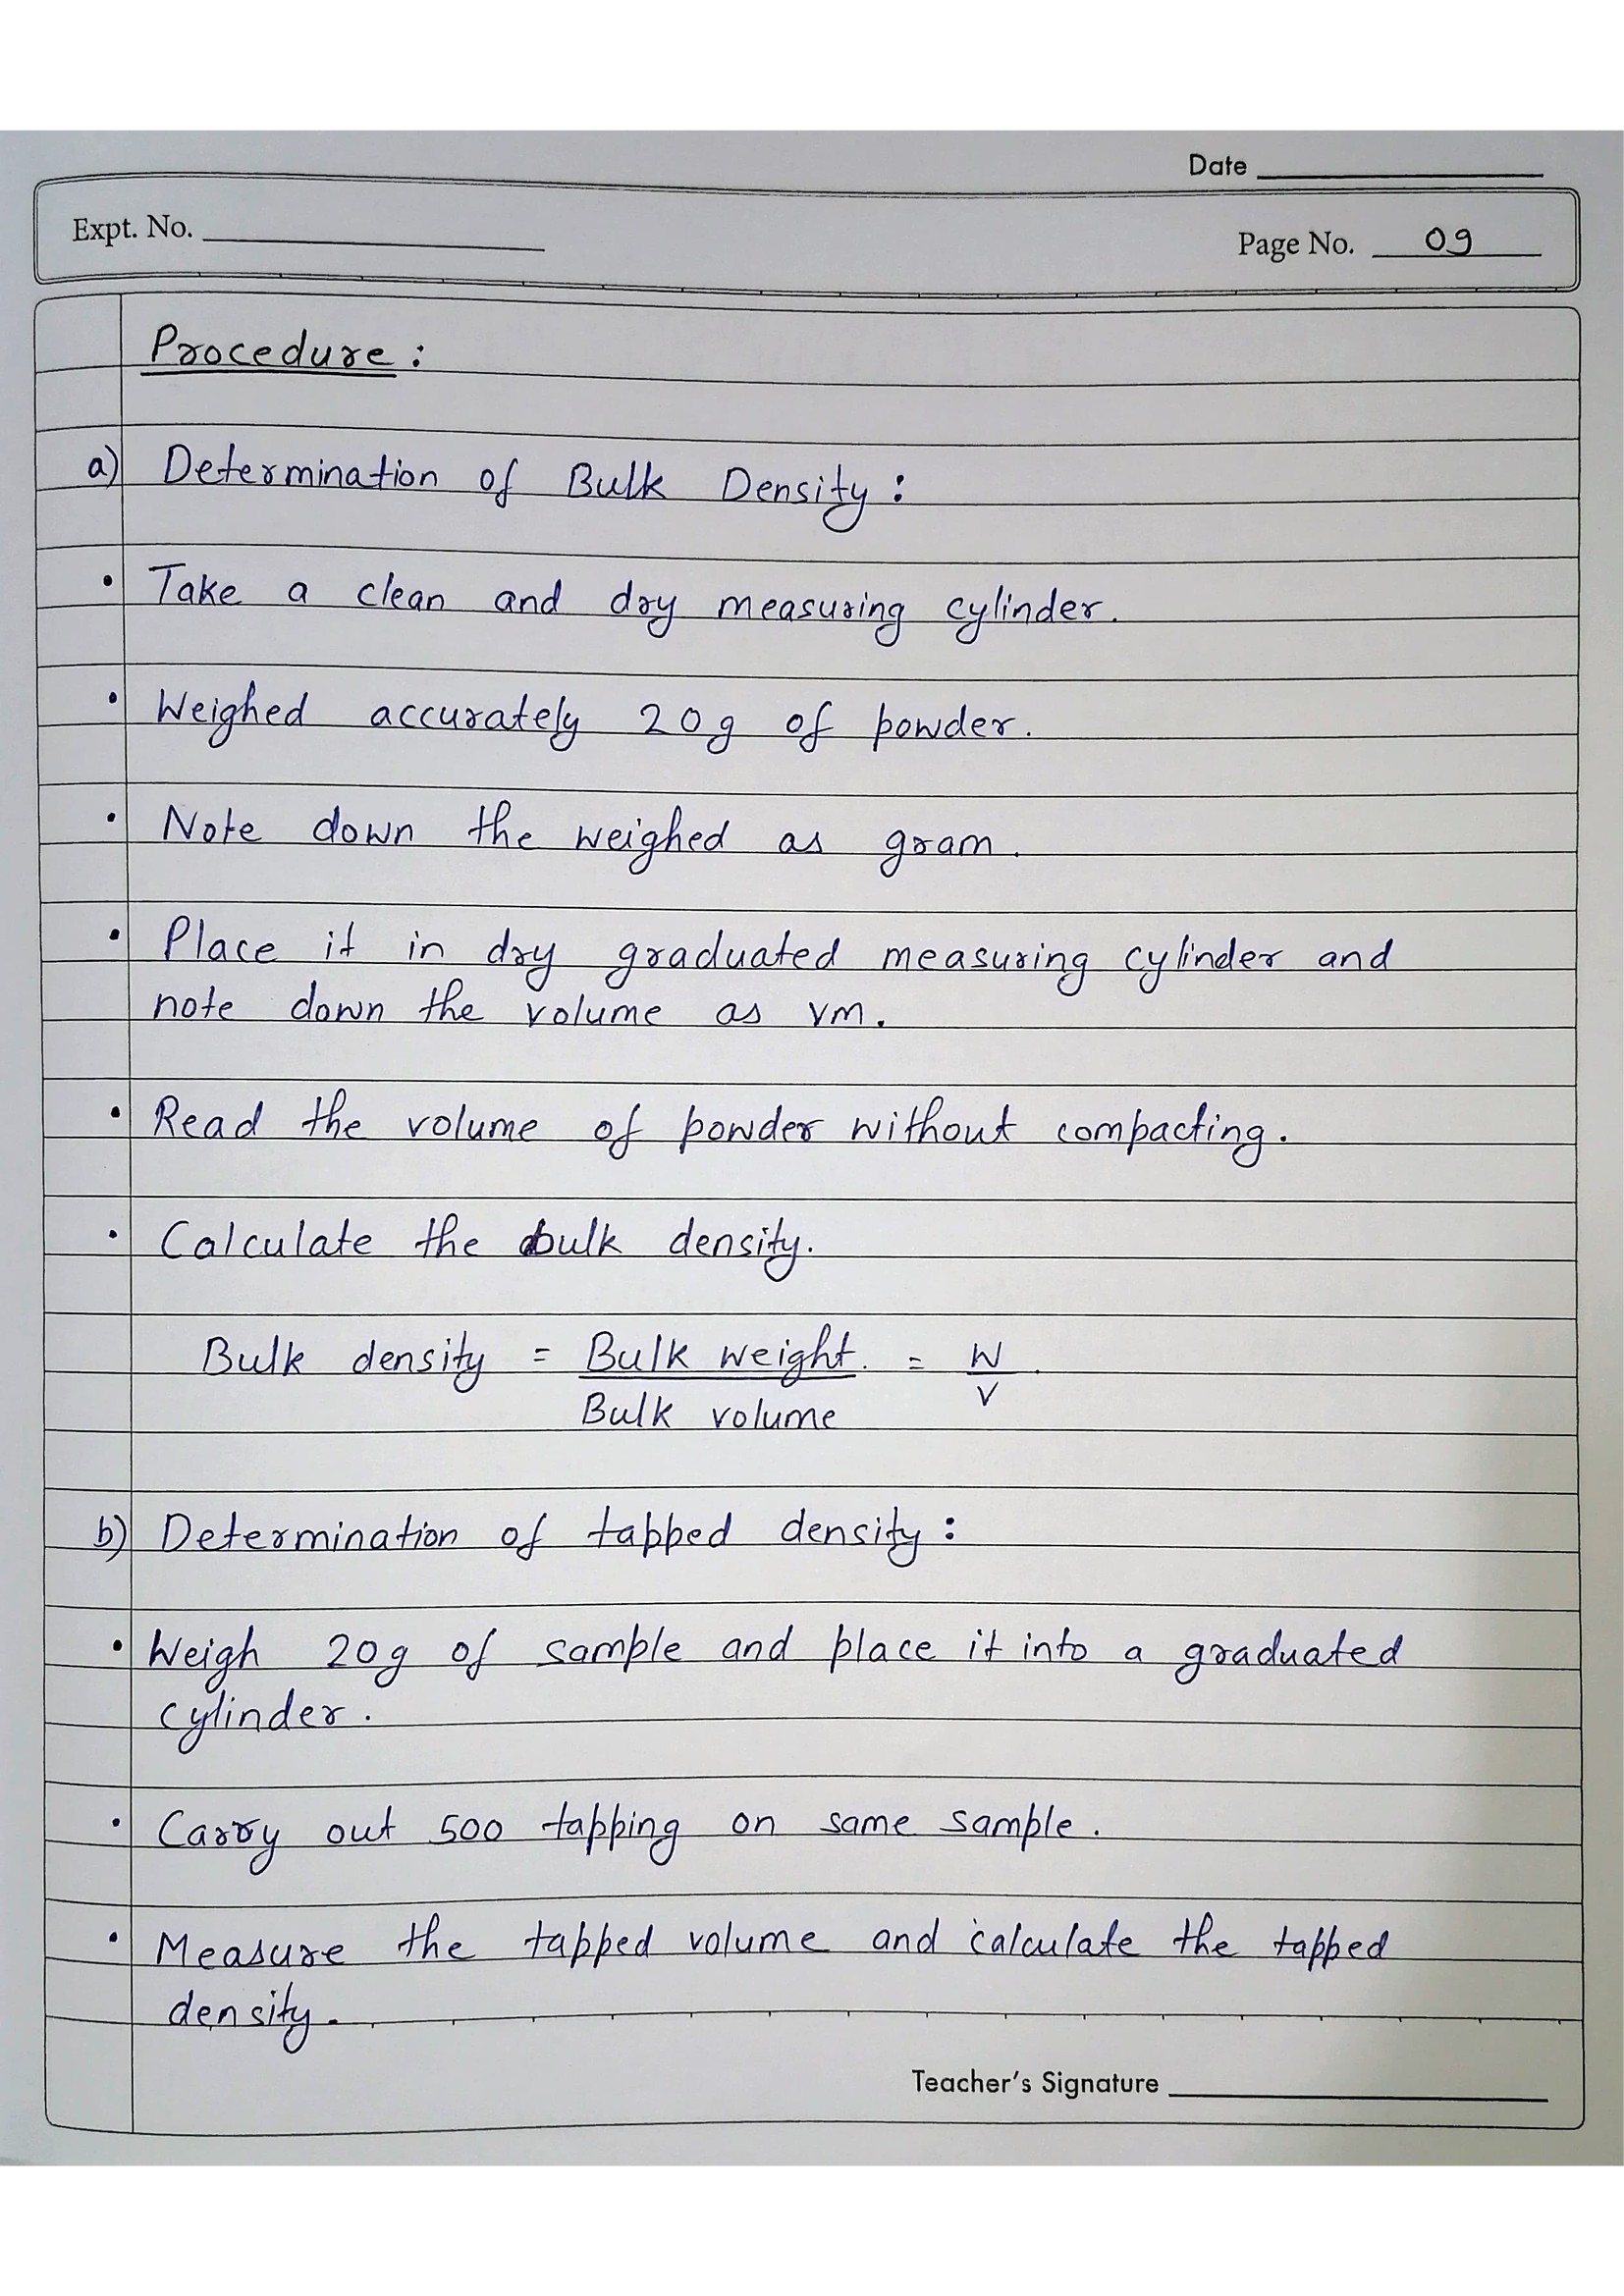 Date
Expt. No.
Page No. 09
Procedure :
a) Determination of Bulk Density :
• Take a clean and dry measuring cylinder.
• Weighed accurately 20g of powder.
• Note down the weighed as gram.
• Place it in dry graduated measuring cylinder and
note down the volume as vm.
• Read the volume of powder without compacting.
• Calculate the bulk density.
Bulk density = Bulk weight. = W
Bulk volume V
b) Determination of tapped density :
• Weigh 20g of sample and place it into a graduated
cylinder.
• Carry out 500 tapping on same sample.
• Measure the tapped volume and calculate the tapped
density.
Teacher's Signature